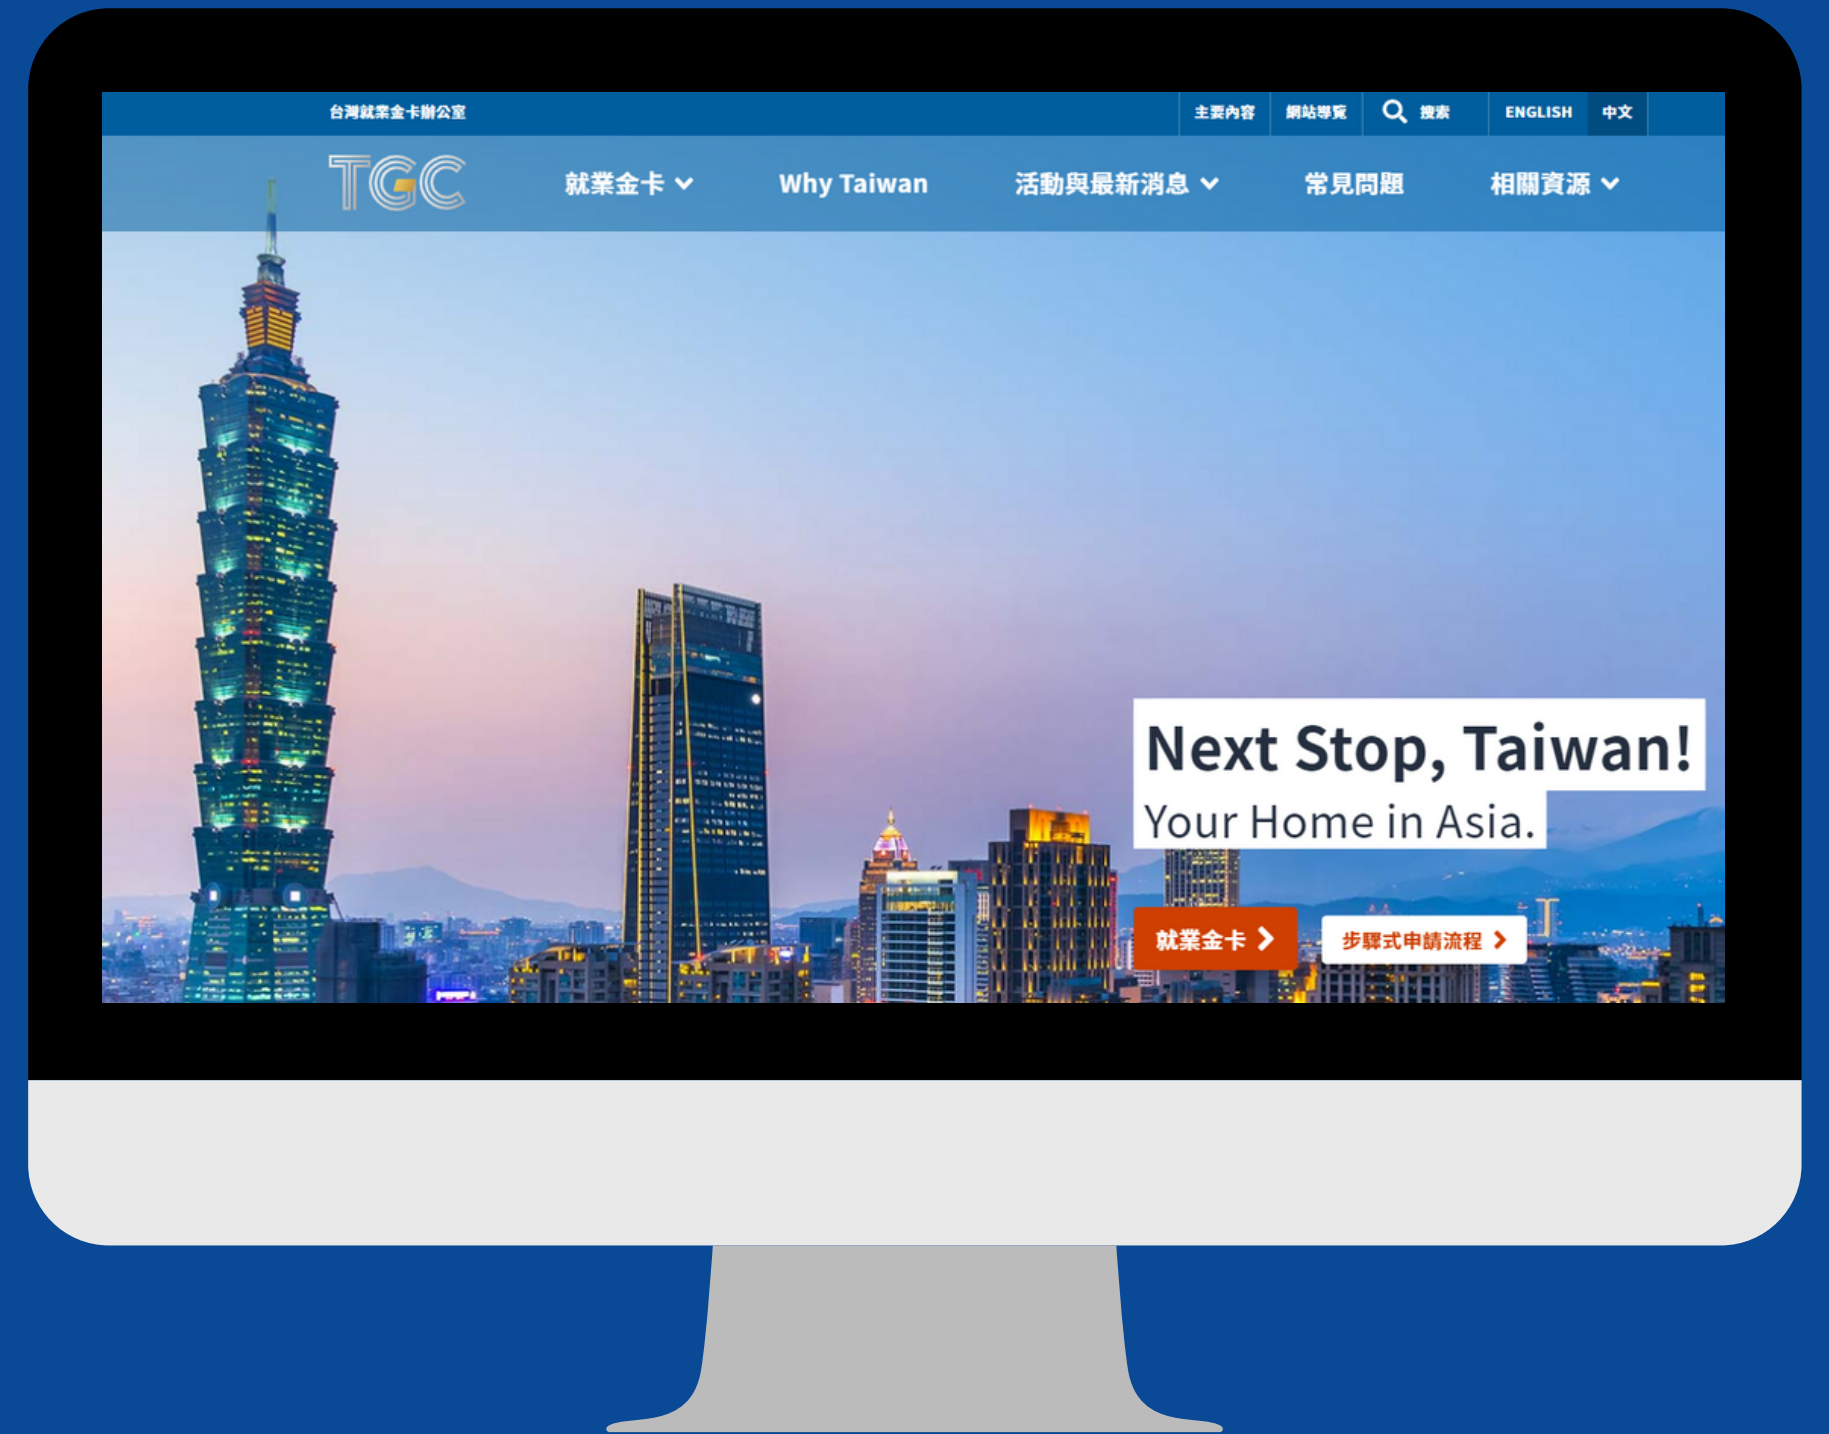 台灣就業金卡辦公室 主要內容 網站導覽 搜索 ENGLISH 中文
TGC 就業金卡 Why Taiwan 活動與最新消息 常見問題 相關資源
Next Stop, Taiwan!
Your Home in Asia.
就業金卡 步驟式申請流程